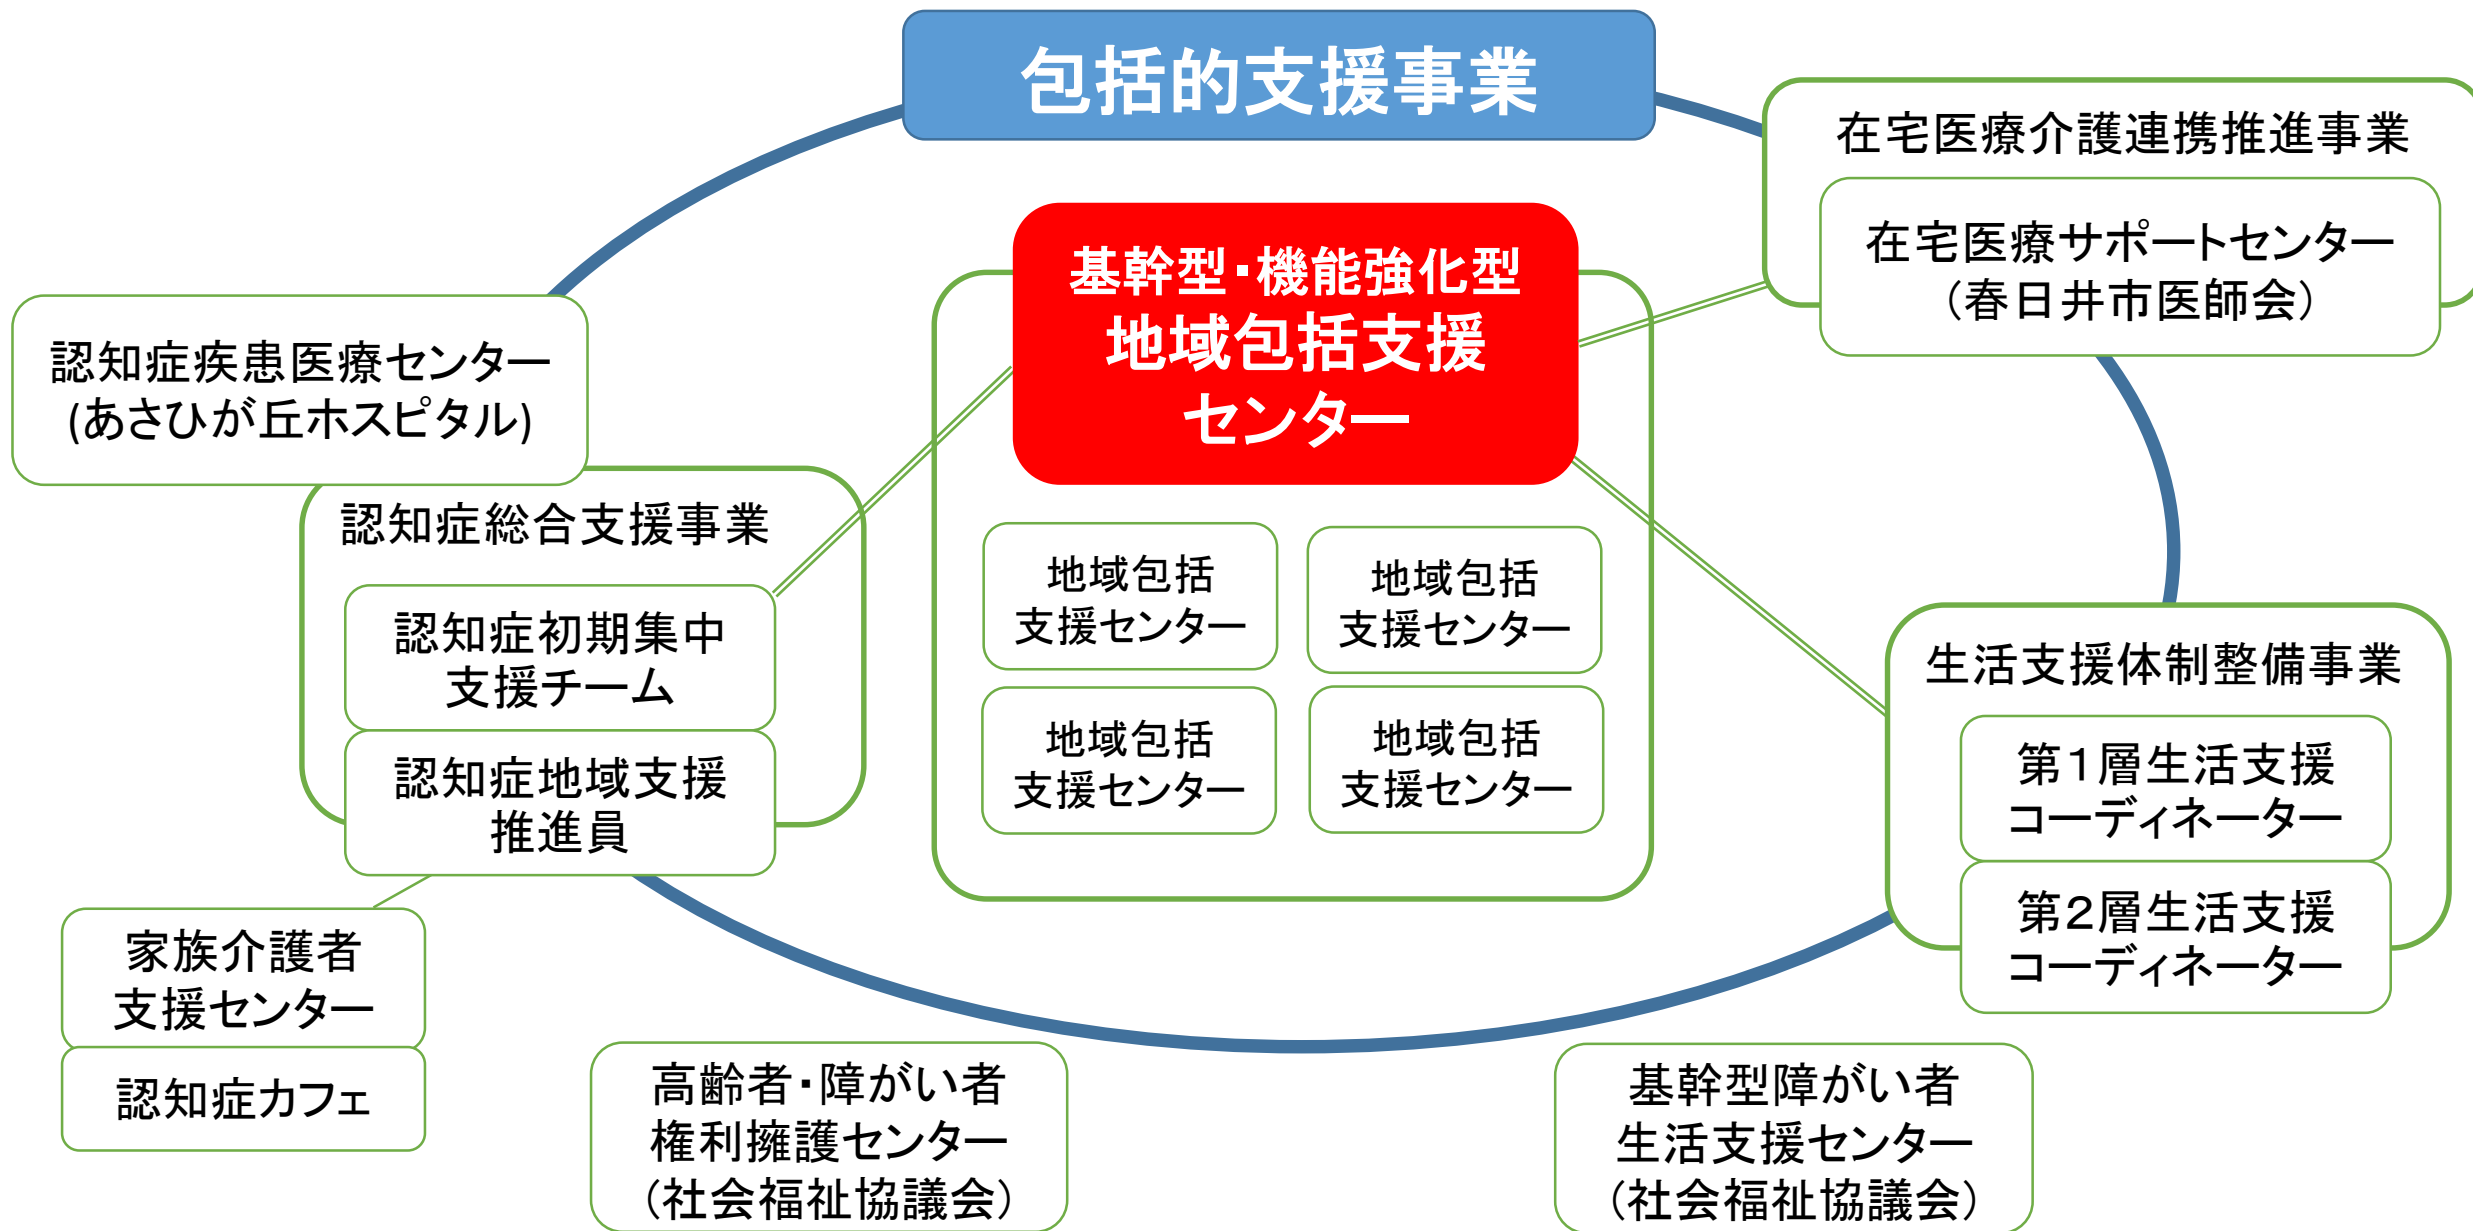 包括的支援事業
在宅医療介護連携推進事業
在宅医療サポートセンター
（春日井市医師会）
基幹型・機能強化型
地域包括支援
センター
認知症疾患医療センター
(あさひが丘ホスピタル)
認知症総合支援事業
認知症初期集中
支援チーム
認知症地域支援
推進員
地域包括
支援センター
地域包括
支援センター
地域包括
支援センター
地域包括
支援センター
生活支援体制整備事業
第１層生活支援
コーディネーター
第２層生活支援
コーディネーター
家族介護者
支援センター
認知症カフェ
高齢者・障がい者
権利擁護センター
（社会福祉協議会）
基幹型障がい者
生活支援センター
（社会福祉協議会）